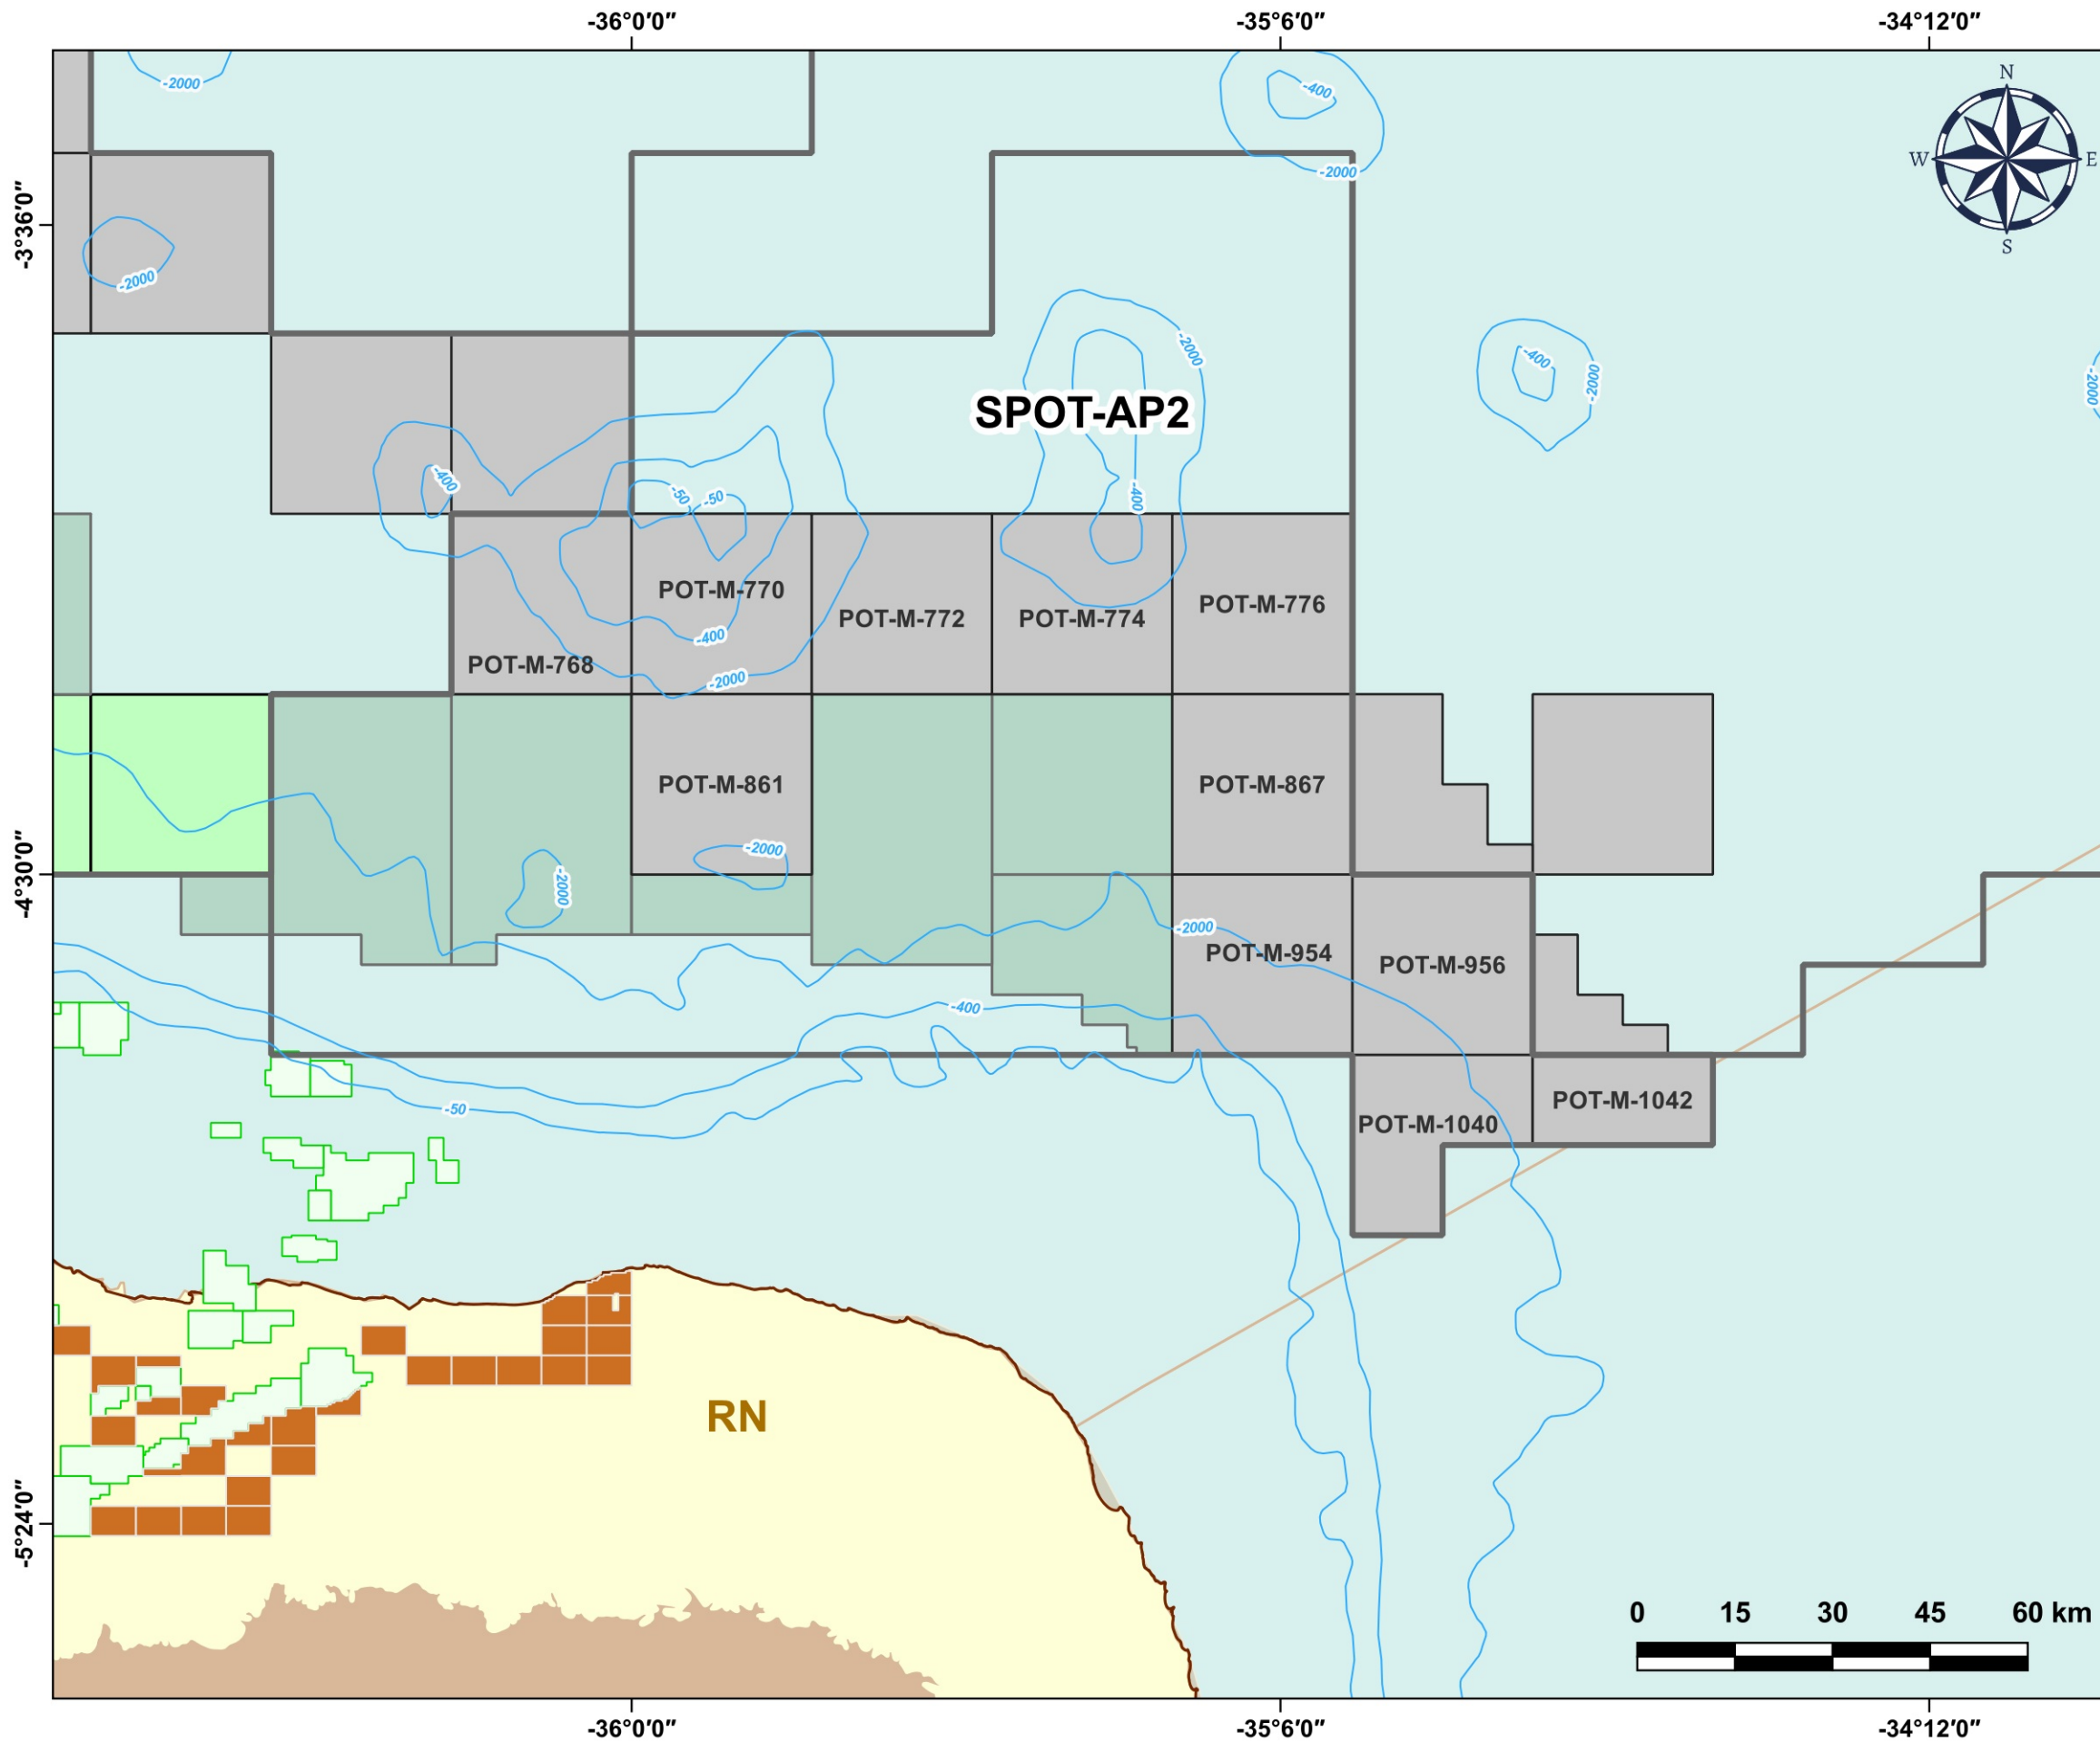 -36°0′0″ -35°6′0″ -34°12′0″
-2000
-400
-2000
N
W E
S
-3°36′0″
-2000
-2000
-400
-2000
-2000
SPOT-AP2
-400
-50
-50
-400
POT-M-770
POT-M-772
POT-M-774
POT-M-776
-400
POT-M-768
-2000
POT-M-861
POT-M-867
-2000
-4°30′0″
-2000
-2000
POT-M-954
POT-M-956
-400
-50
POT-M-1040
POT-M-1042
RN
-5°24′0″
0 15 30 45 60 km
-36°0′0″ -35°6′0″ -34°12′0″